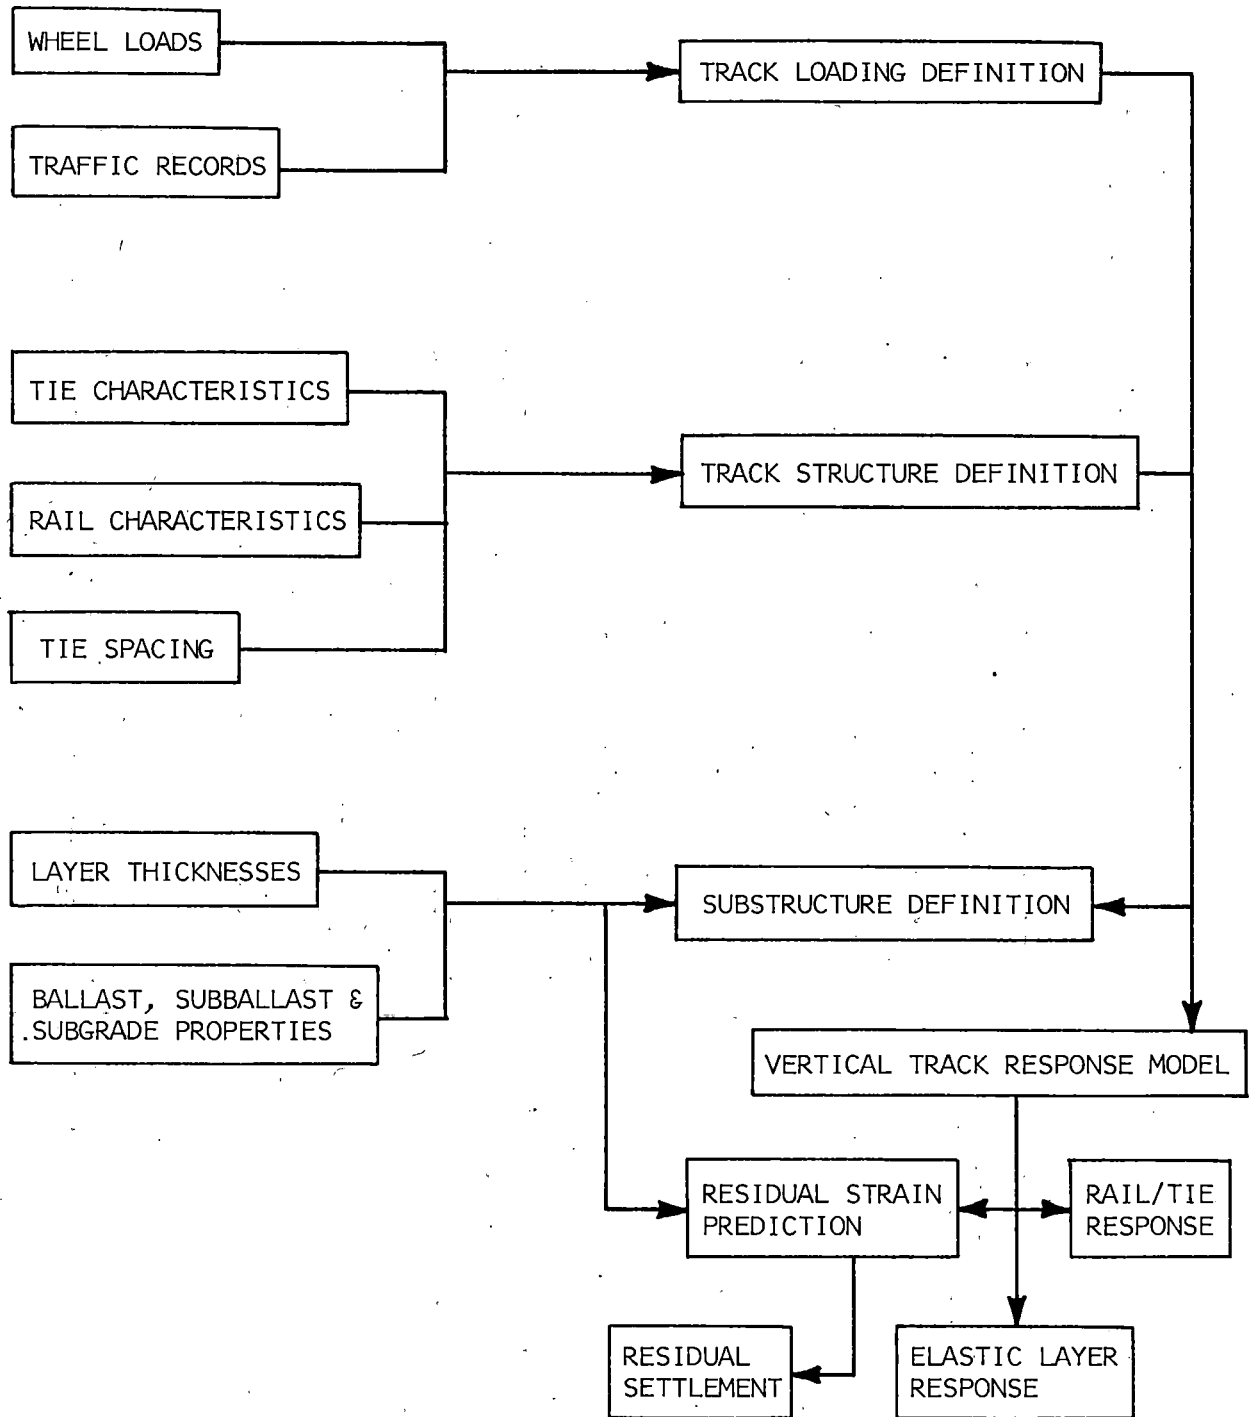 WHEEL LOADS
TRACK LOADING DEFINITION
TRAFFIC RECORDS
TIE CHARACTERISTICS
TRACK STRUCTURE DEFINITION
RAIL CHARACTERISTICS
TIE SPACING
LAYER THICKNESSES
SUBSTRUCTURE DEFINITION
BALLAST, SUBBALLAST &
SUBGRADE PROPERTIES
VERTICAL TRACK RESPONSE MODEL
RESIDUAL STRAIN
PREDICTION
RAIL/TIE
RESPONSE
RESIDUAL
SETTLEMENT
ELASTIC LAYER
RESPONSE